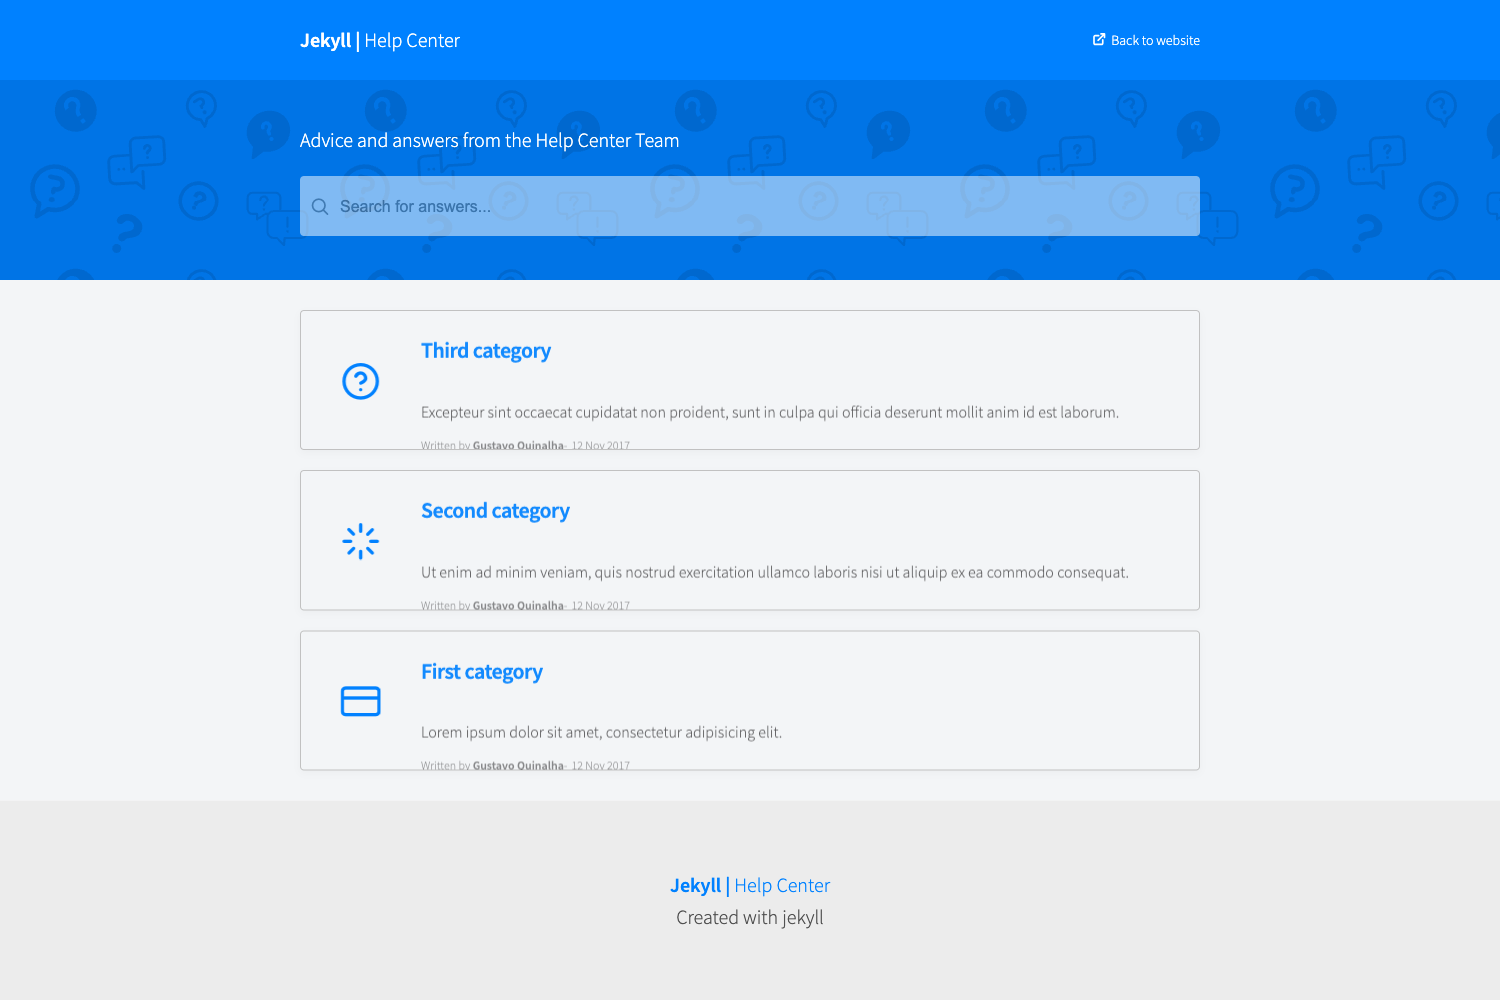 Jekyll | Help Center
Back to website
Advice and answers from the Help Center Team
Search for answers...
Third category
Excepteur sint occaecat cupidatat non proident, sunt in culpa qui officia deserunt mollit anim id est laborum.
Written by Gustavo Quinalha- 12 Nov 2017
Second category
Ut enim ad minim veniam, quis nostrud exercitation ullamco laboris nisi ut aliquip ex ea commodo consequat.
Written by Gustavo Quinalha- 12 Nov 2017
First category
Lorem ipsum dolor sit amet, consectetur adipisicing elit.
Written by Gustavo Quinalha- 12 Nov 2017
Jekyll | Help Center
Created with jekyll